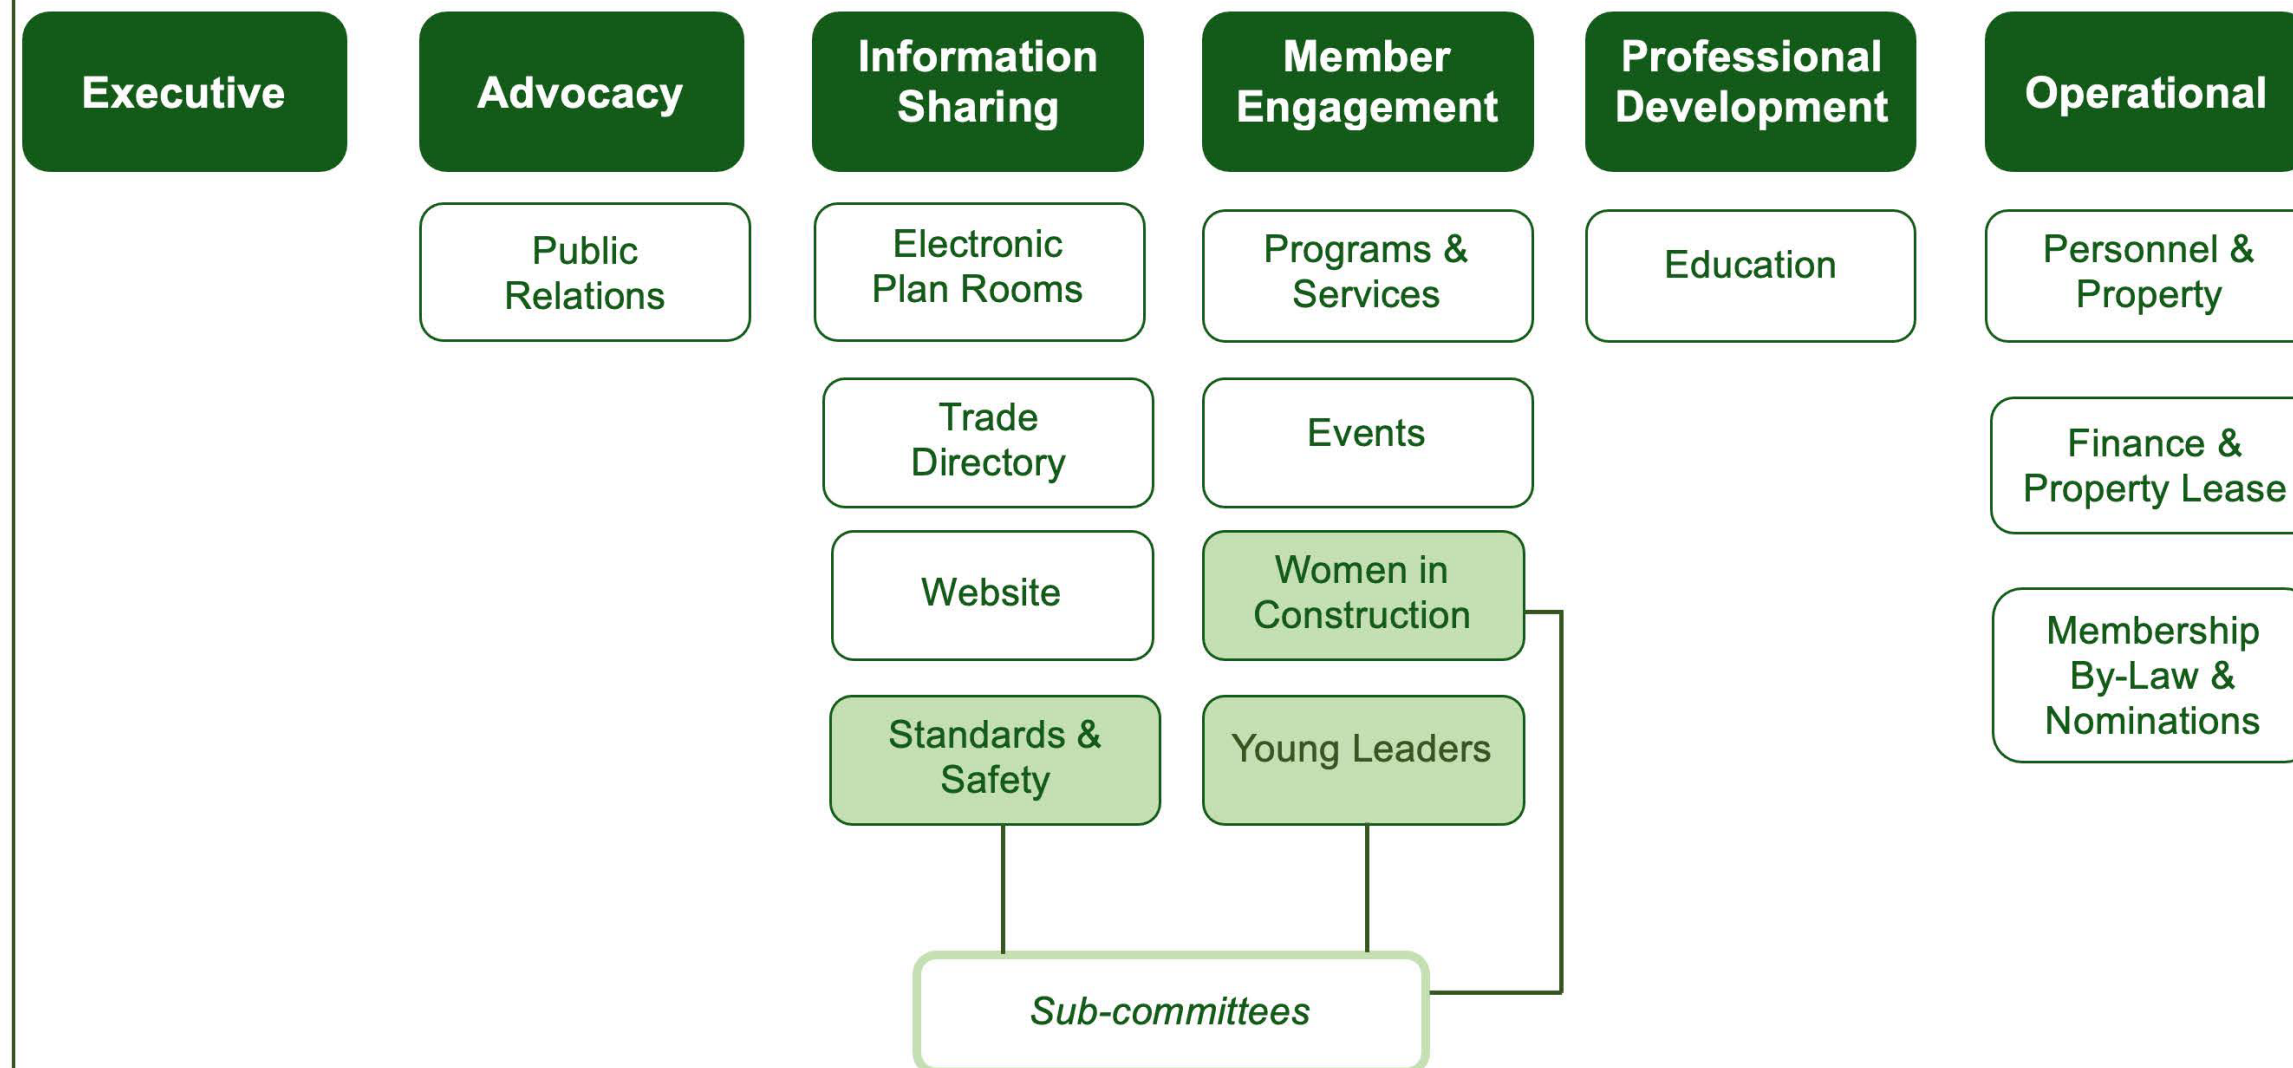 Executive
Advocacy
Information
Sharing
Member
Engagement
Professional
Development
Operational
Public
Relations
Electronic
Plan Rooms
Programs &
Services
Education
Personnel &
Property
Trade
Directory
Events
Finance &
Property Lease
Website
Women in
Construction
Membership
By-Law &
Nominations
Standards &
Safety
Young Leaders
Sub-committees